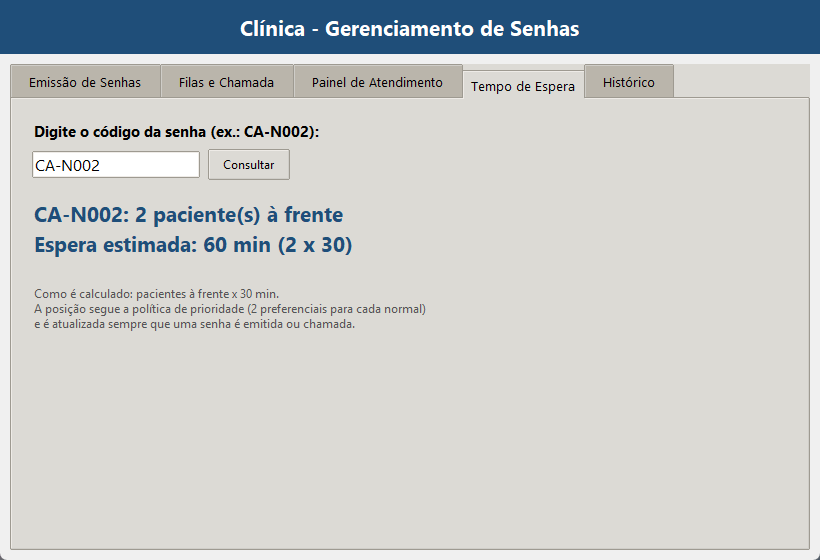 Clínica - Gerenciamento de Senhas
Emissão de Senhas
Filas e Chamada
Painel de Atendimento
Tempo de Espera
Histórico
Digite o código da senha (ex.: CA-N002):
CA-N002
Consultar
CA-N002: 2 paciente(s) à frente
Espera estimada: 60 min (2 x 30)
Como é calculado: pacientes à frente x 30 min.
A posição segue a política de prioridade (2 preferenciais para cada normal)
e é atualizada sempre que uma senha é emitida ou chamada.